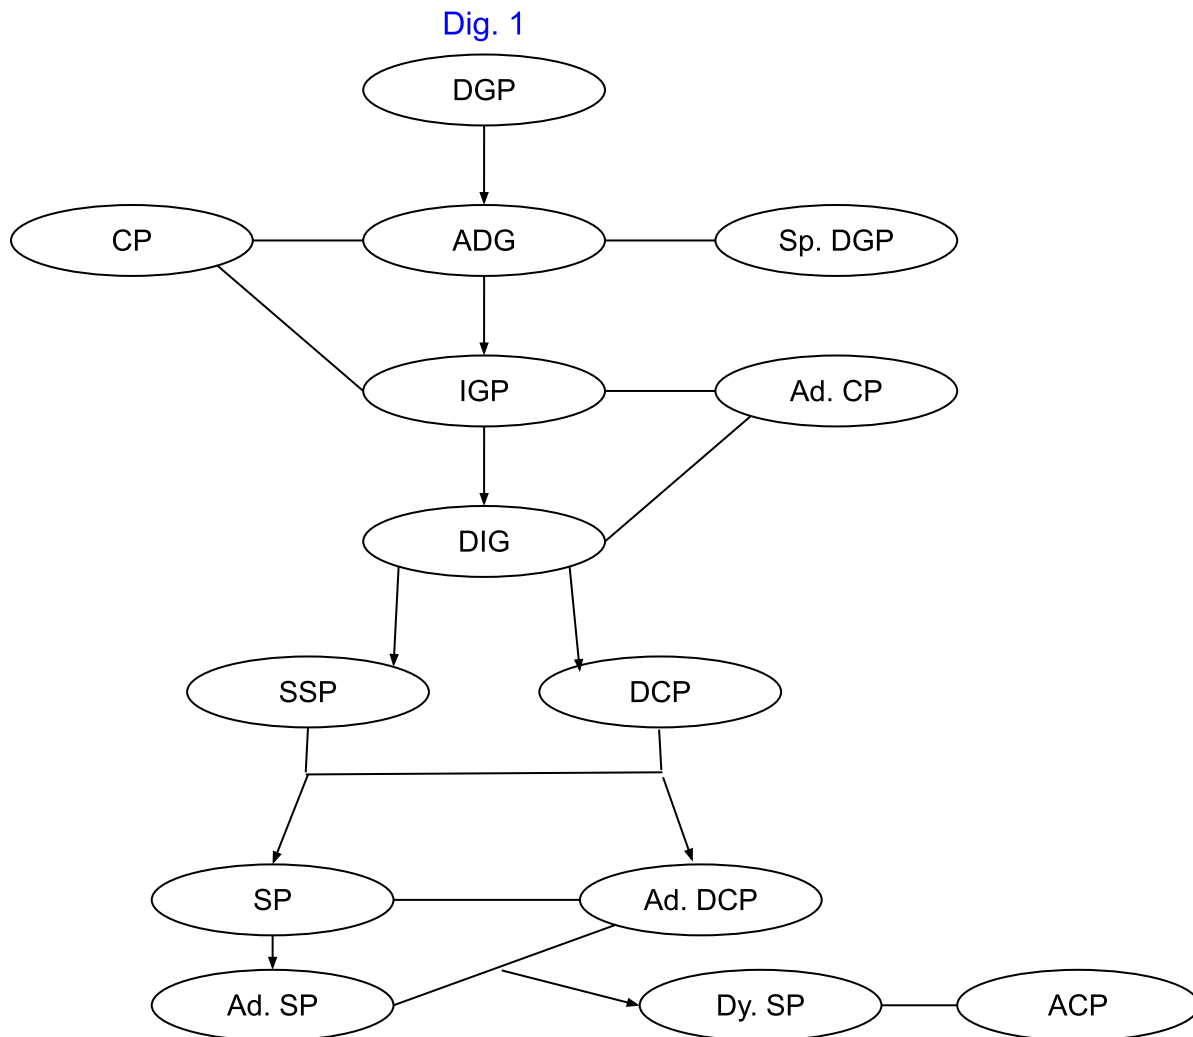 Dig. 1
DGP
CP
ADG
Sp. DGP
IGP
Ad. CP
DIG
SSP
DCP
SP
Ad. DCP
Ad. SP
Dy. SP
ACP